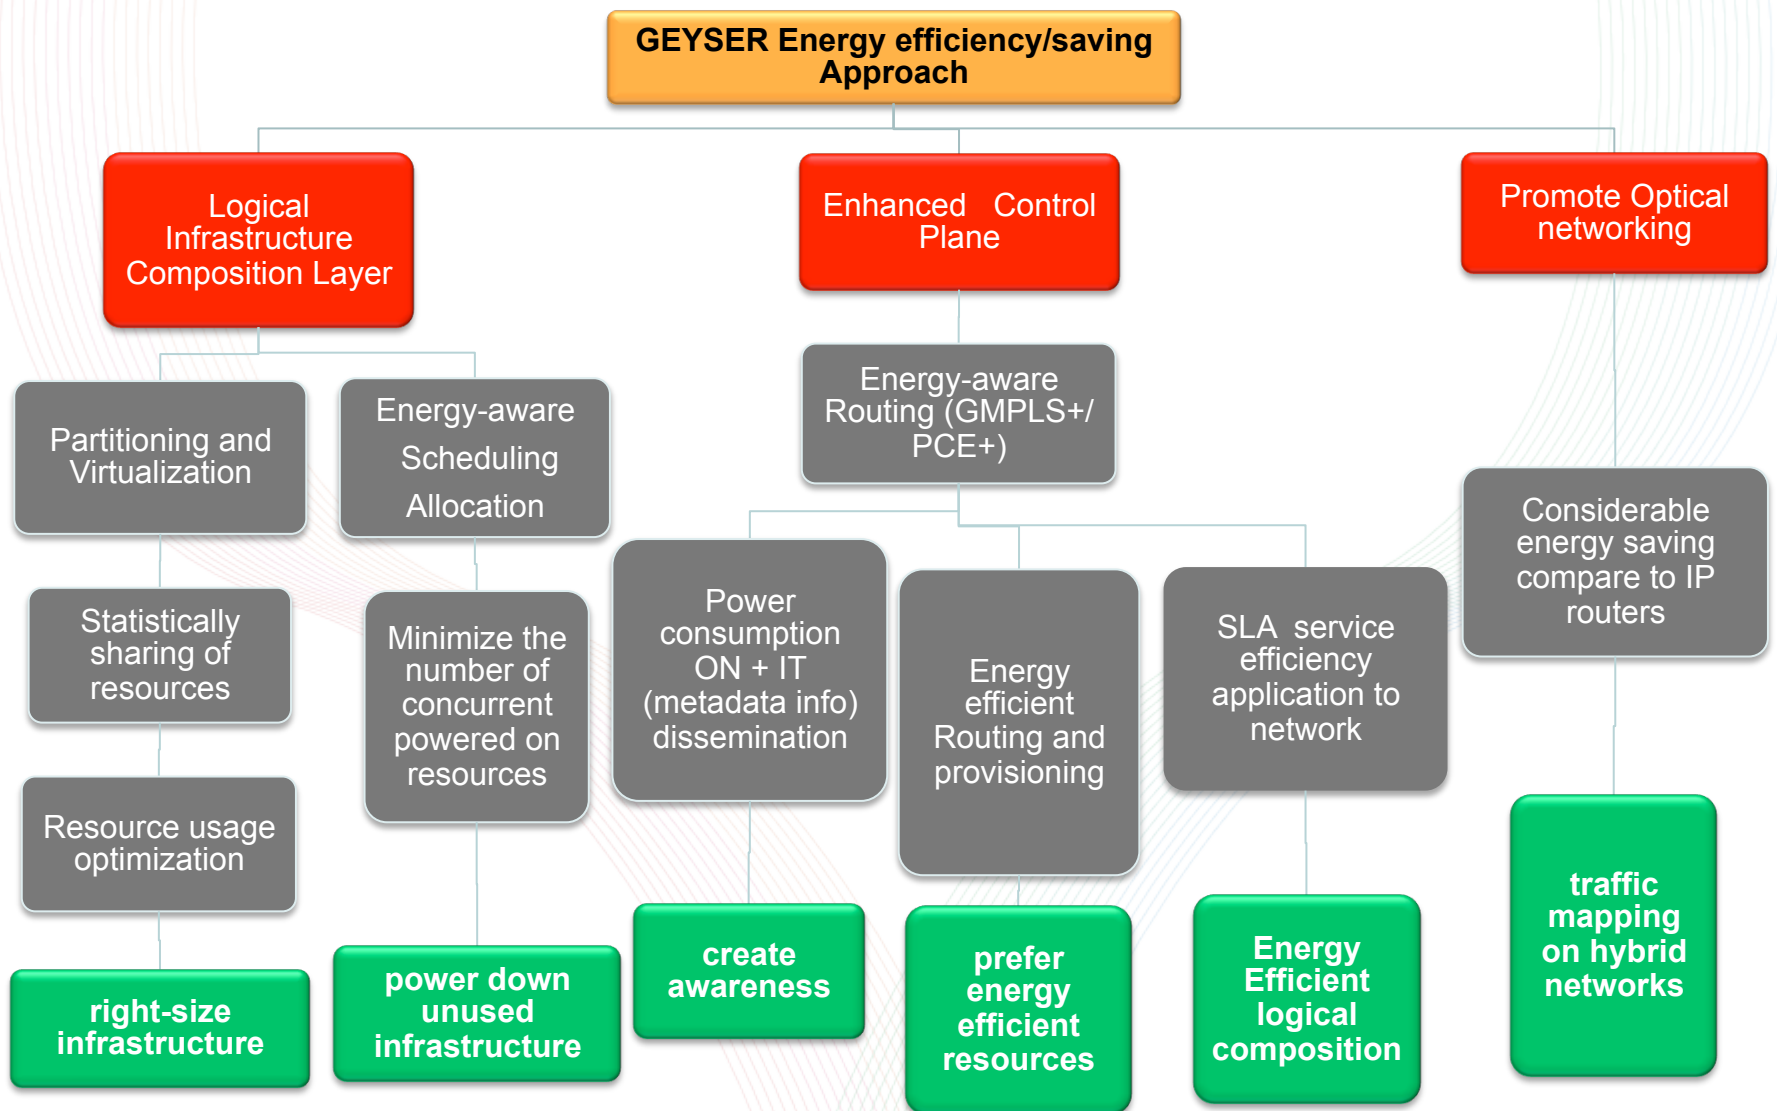 GEYSER Energy efficiency/saving
Approach
Logical
Infrastructure
Composition Layer
Enhanced Control
Plane
Promote Optical
networking
Partitioning and
Virtualization
Energy-aware
Scheduling
Allocation
Energy-aware
Routing (GMPLS+/
PCE+)
Statistically
sharing of
resources
Minimize the
number of
concurrent
powered on
resources
Power
consumption
ON + IT
(metadata info)
dissemination
Energy
efficient
Routing and
provisioning
SLA service
efficiency
application to
network
Considerable
energy saving
compare to IP
routers
Resource usage
optimization
right-size
infrastructure
power down
unused
infrastructure
create
awareness
prefer
energy
efficient
resources
Energy
Efficient
logical
composition
traffic
mapping
on hybrid
networks